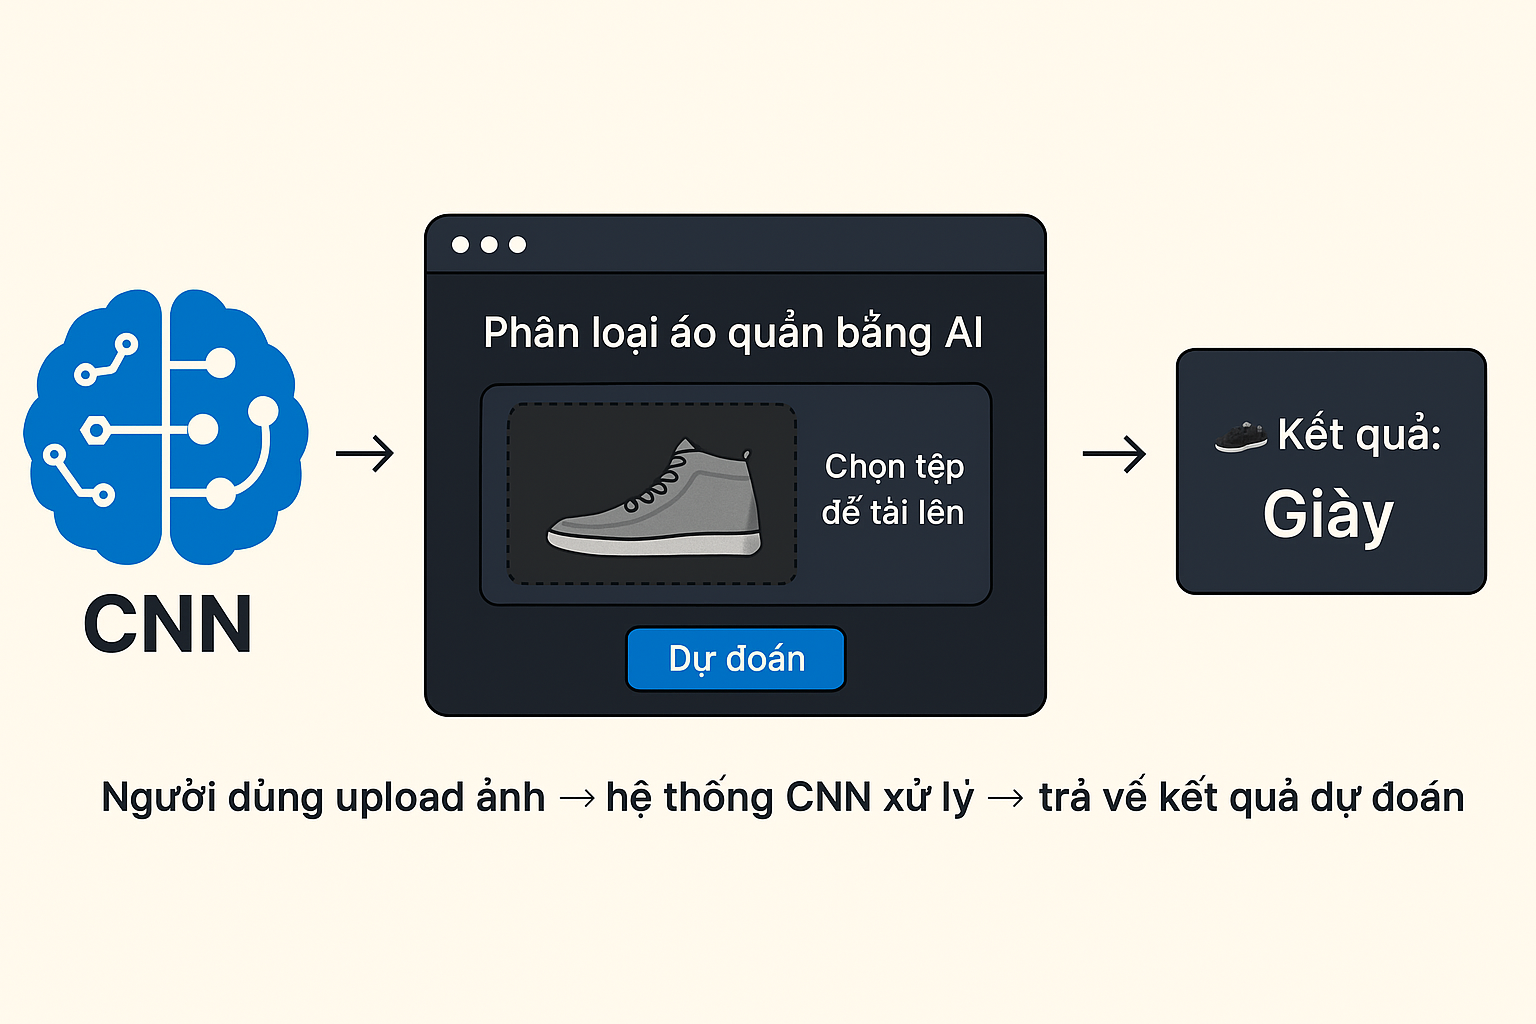 CNN
Phân loại áo quẩn bằng AI
Chọn tệp
để tải lên
Dự đoán
Kết quả:
Giày
Người dủng upload ảnh → hệ thống CNN xử lý → trả vế kết quả dự đoán